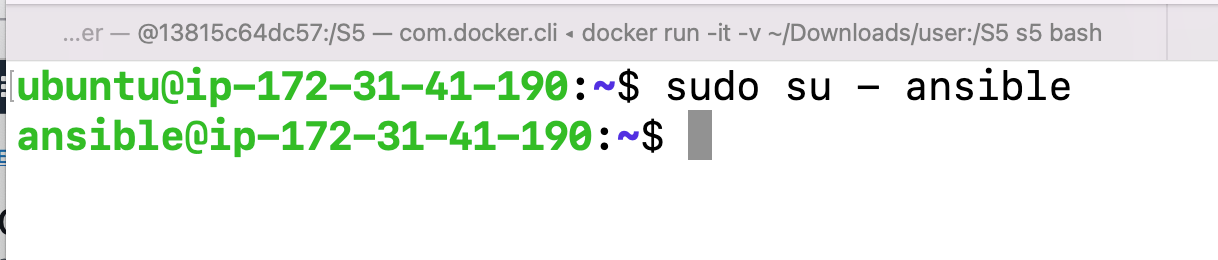 ...er — @13815c64dc57:/S5 — com.docker.cli ◂ docker run -it -v ~/Downloads/user:/S5 s5 bash
ubuntu@ip-172-31-41-190:~$ sudo su - ansible
ansible@ip-172-31-41-190:~$